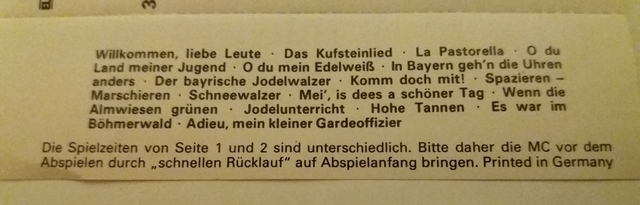 Willkommen, liebe Leute · Das Kufsteinlied · La Pastorella · O du
Land meiner Jugend · O du mein Edelweiß · In Bayern geh'n die Uhren
anders · Der bayrische Jodelwalzer · Komm doch mit! · Spazieren –
Marschieren · Schneewalzer · Mei', is dees a schöner Tag · Wenn die
Almwiesen grünen · Jodelunterricht · Hohe Tannen · Es war im
Böhmerwald · Adieu, mein kleiner Gardeoffizier
Die Spielzeiten von Seite 1 und 2 sind unterschiedlich. Bitte daher die MC vor dem
Abspielen durch „schnellen Rücklauf" auf Abspielanfang bringen. Printed in Germany